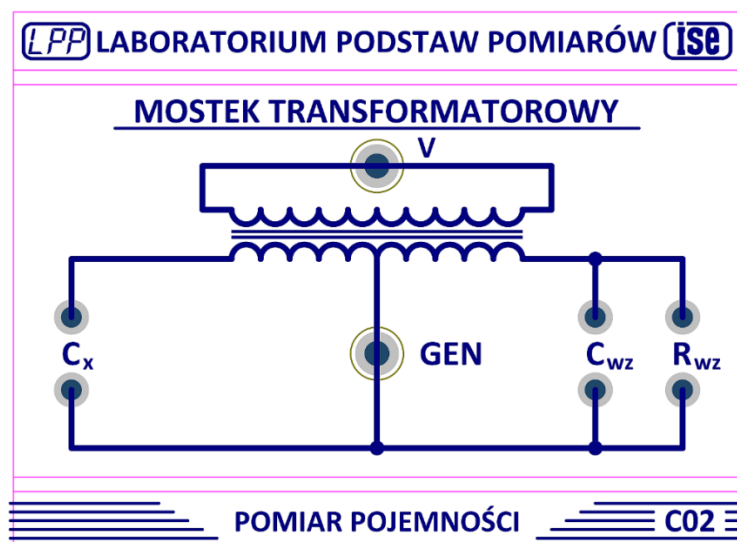 LPP LABORATORIUM PODSTAW POMIARÓW ise
MOSTEK TRANSFORMATOROWY
V
Cx GEN Cwz Rwz
POMIAR POJEMNOŚCI C02